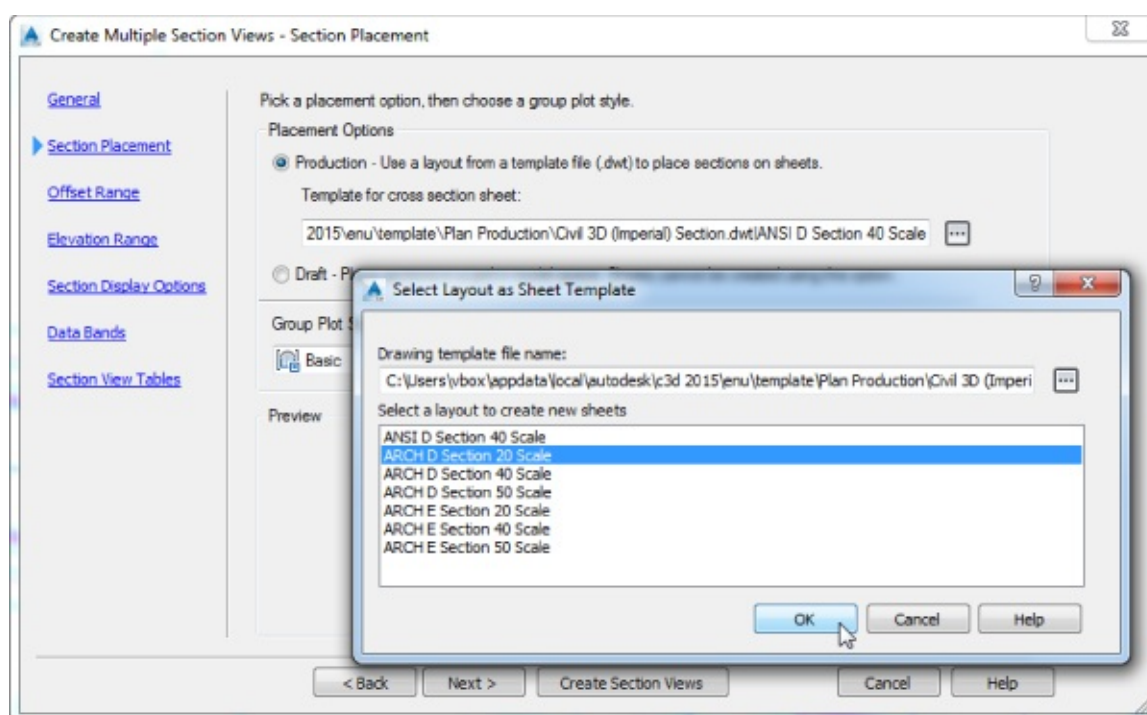 Create Multiple Section Views - Section Placement
General
Section Placement
Offset Range
Elevation Range
Section Display Options
Data Bands
Section View Tables
Pick a placement option, then choose a group plot style.
Placement Options
Production - Use a layout from a template file (.dwt) to place sections on sheets.
Template for cross section sheet:
2015\enu\template\Plan Production\Civil 3D (Imperial) Section.dwt|ANSI D Section 40 Scale
...
Draft - P
Group Plot S
Basic
Preview
Select Layout as Sheet Template
?
Drawing template file name:
C:\Users\vbox\appdata\local\autodesk\c3d 2015\enu\template\Plan Production\Civil 3D (Imperi
...
Select a layout to create new sheets
ANSI D Section 40 Scale
ARCH D Section 20 Scale
ARCH D Section 40 Scale
ARCH D Section 50 Scale
ARCH E Section 20 Scale
ARCH E Section 40 Scale
ARCH E Section 50 Scale
OK Cancel Help
< Back Next > Create Section Views Cancel Help